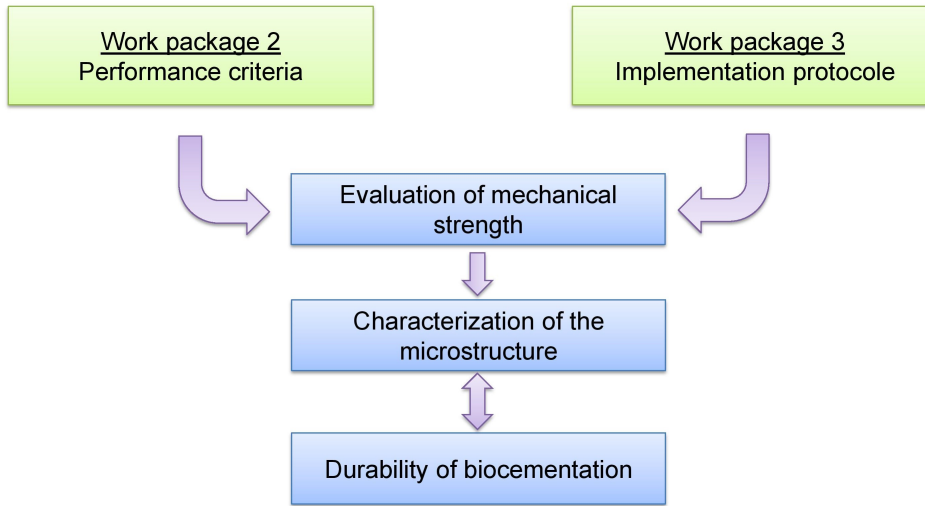 Work package 2
Performance criteria
Work package 3
Implementation protocole
Evaluation of mechanical
strength
Characterization of the
microstructure
Durability of biocementation